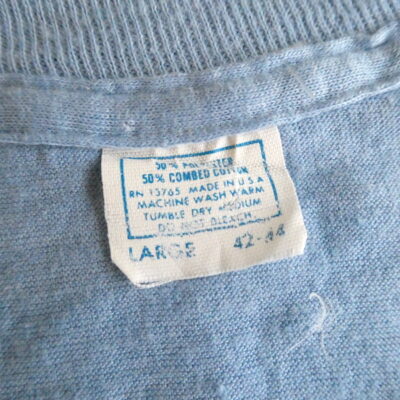 50% POLYESTER
50% COMBED COTTON
RN 13765 MADE IN U.S.A
MACHINE WASH WARM
TUMBLE DRY MEDIUM
DO NOT BLEACH
LARGE 42-44